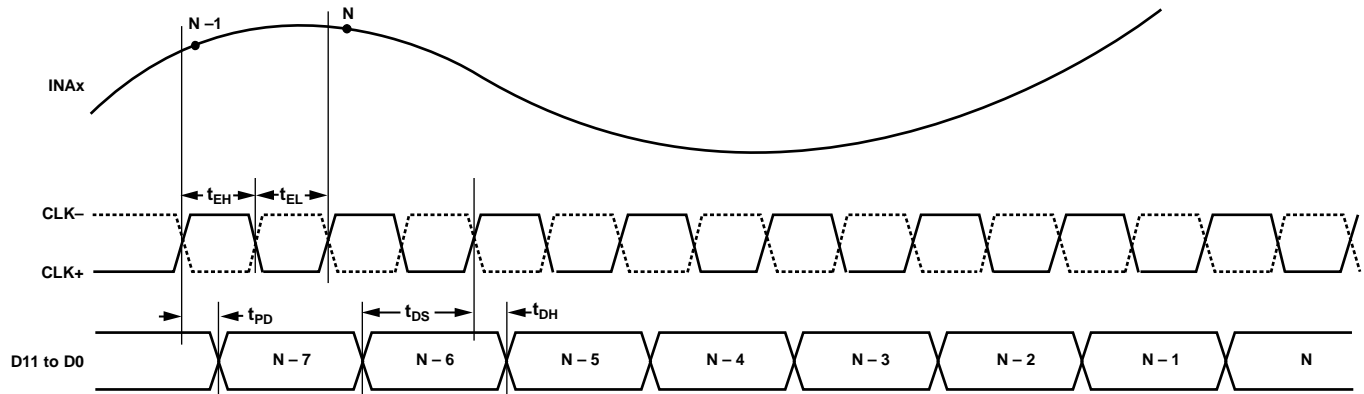 N –1
N
INAx
tEH
tEL
CLK–
CLK+
tPD
tDS
tDH
D11 to D0
N – 7
N – 6
N – 5
N – 4
N – 3
N – 2
N – 1
N